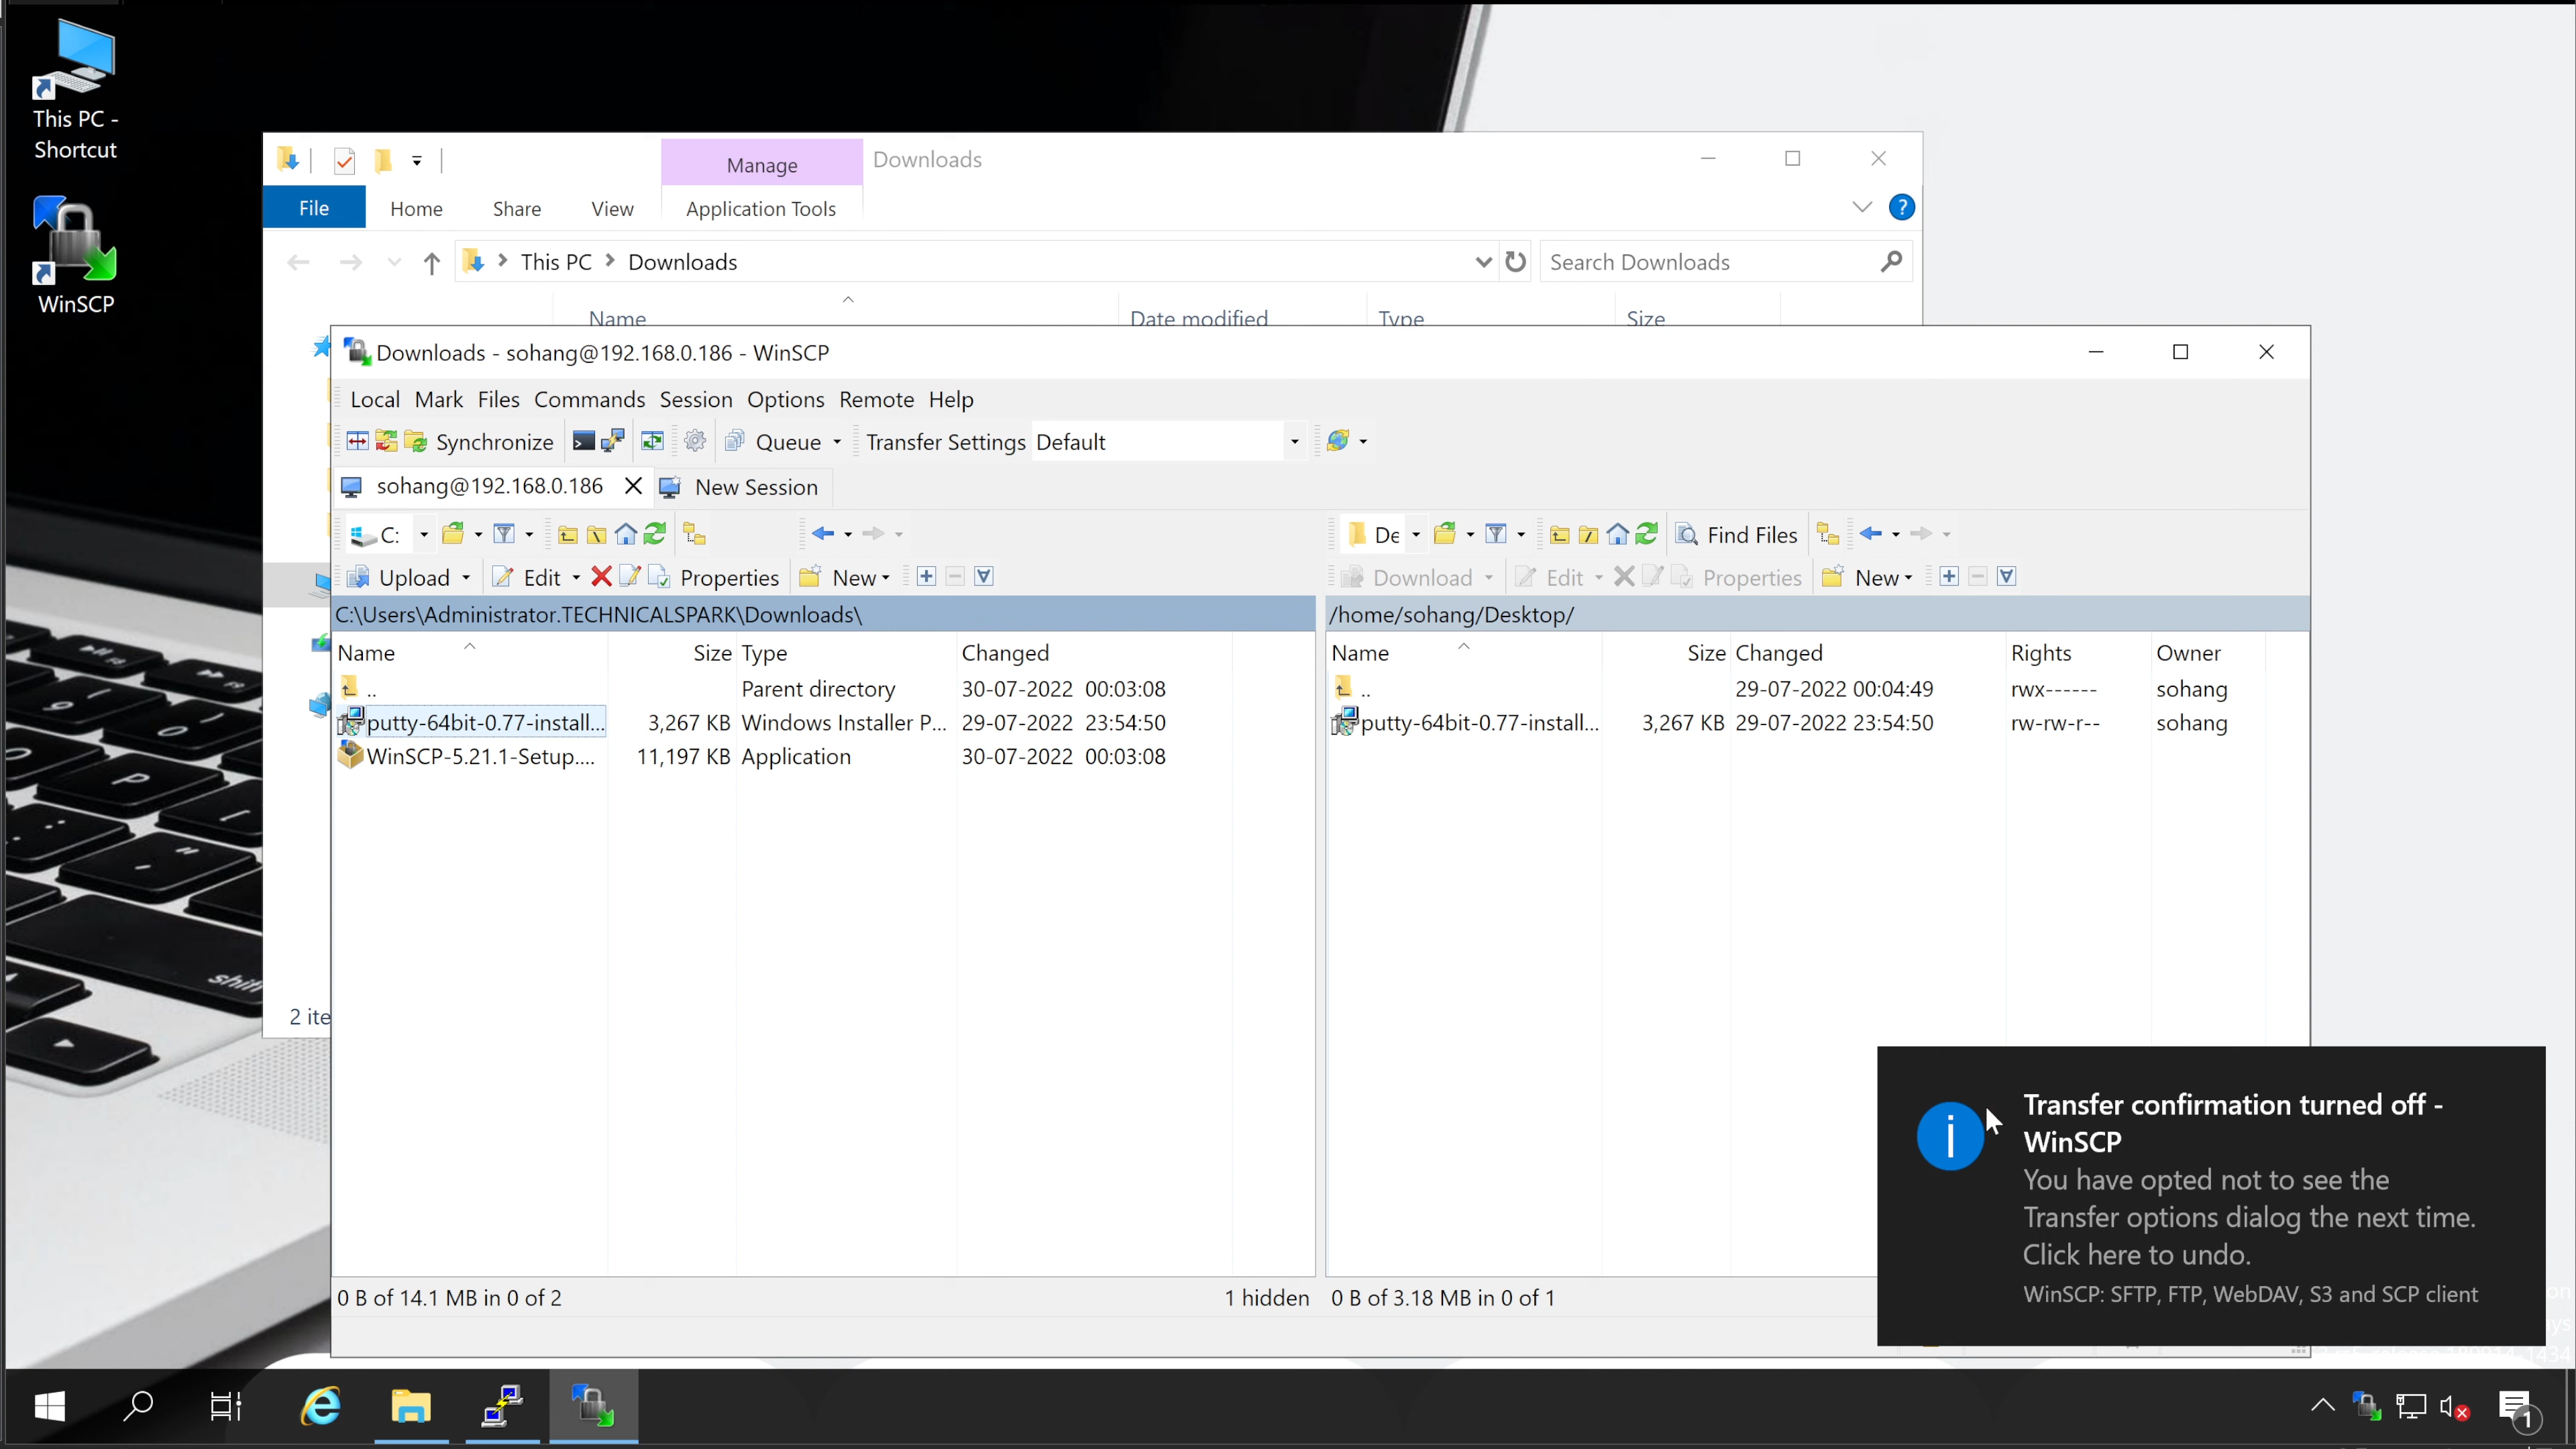 This PC -
Shortcut
WinSCP
Manage
Downloads
File
Home
Share
View
Application Tools
This PC
Downloads
Search Downloads
Name
Date modified
Type
Size
Downloads - sohang@192.168.0.186 - WinSCP
Local Mark Files Commands Session Options Remote Help
Synchronize
Queue
Transfer Settings Default
sohang@192.168.0.186
New Session
C:
De
Find Files
Upload
Edit
Properties
New
Download
Edit
Properties
New
C:\Users\Administrator.TECHNICALSPARK\Downloads\
Name Size Type Changed
.. Parent directory 30-07-2022 00:03:08
putty-64bit-0.77-install... 3,267 KB Windows Installer P... 29-07-2022 23:54:50
WinSCP-5.21.1-Setup.... 11,197 KB Application 30-07-2022 00:03:08
/home/sohang/Desktop/
Name Size Changed Rights Owner
.. 29-07-2022 00:04:49 rwx------ sohang
putty-64bit-0.77-install... 3,267 KB 29-07-2022 23:54:50 rw-rw-r-- sohang
2 ite
0 B of 14.1 MB in 0 of 2
1 hidden
0 B of 3.18 MB in 0 of 1
Transfer confirmation turned off -
WinSCP
You have opted not to see the
Transfer options dialog the next time.
Click here to undo.
WinSCP: SFTP, FTP, WebDAV, S3 and SCP client
1